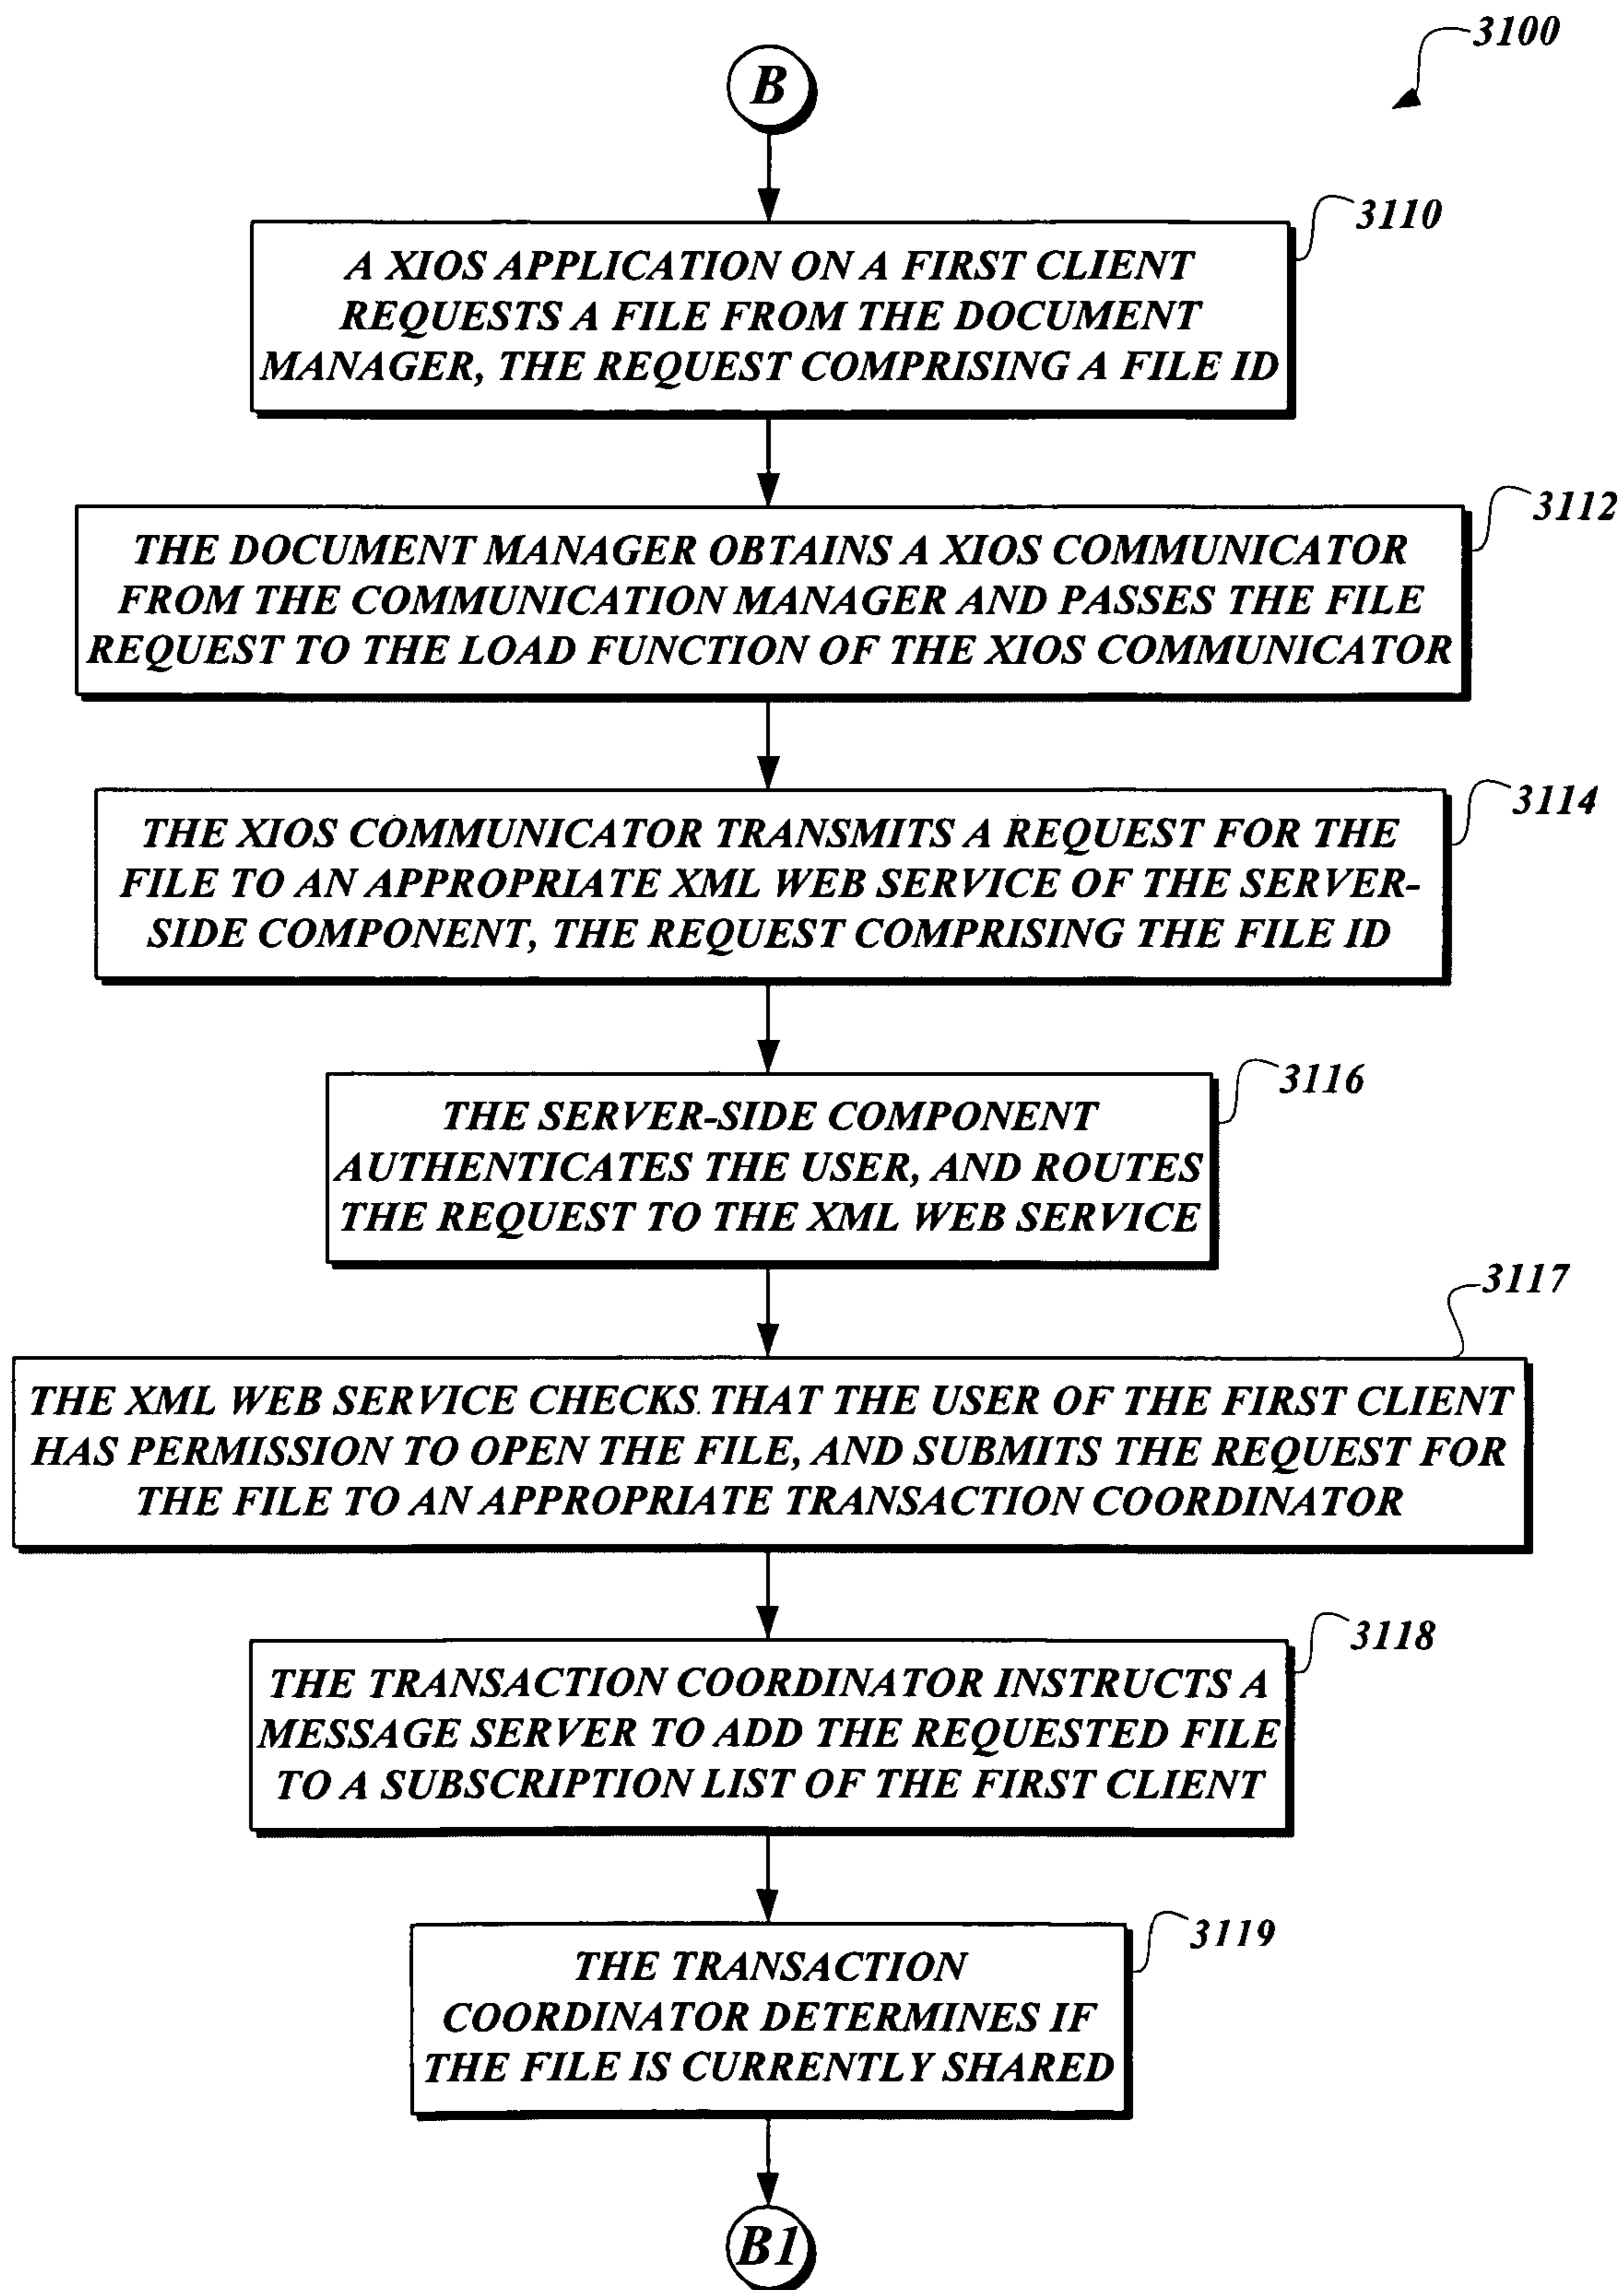 3100
B
3110
A XIOS APPLICATION ON A FIRST CLIENT
REQUESTS A FILE FROM THE DOCUMENT
MANAGER, THE REQUEST COMPRISING A FILE ID
3112
THE DOCUMENT MANAGER OBTAINS A XIOS COMMUNICATOR
FROM THE COMMUNICATION MANAGER AND PASSES THE FILE
REQUEST TO THE LOAD FUNCTION OF THE XIOS COMMUNICATOR
3114
THE XIOS COMMUNICATOR TRANSMITS A REQUEST FOR THE
FILE TO AN APPROPRIATE XML WEB SERVICE OF THE SERVER-
SIDE COMPONENT, THE REQUEST COMPRISING THE FILE ID
3116
THE SERVER-SIDE COMPONENT
AUTHENTICATES THE USER, AND ROUTES
THE REQUEST TO THE XML WEB SERVICE
3117
THE XML WEB SERVICE CHECKS THAT THE USER OF THE FIRST CLIENT
HAS PERMISSION TO OPEN THE FILE, AND SUBMITS THE REQUEST FOR
THE FILE TO AN APPROPRIATE TRANSACTION COORDINATOR
3118
THE TRANSACTION COORDINATOR INSTRUCTS A
MESSAGE SERVER TO ADD THE REQUESTED FILE
TO A SUBSCRIPTION LIST OF THE FIRST CLIENT
3119
THE TRANSACTION
COORDINATOR DETERMINES IF
THE FILE IS CURRENTLY SHARED
B1